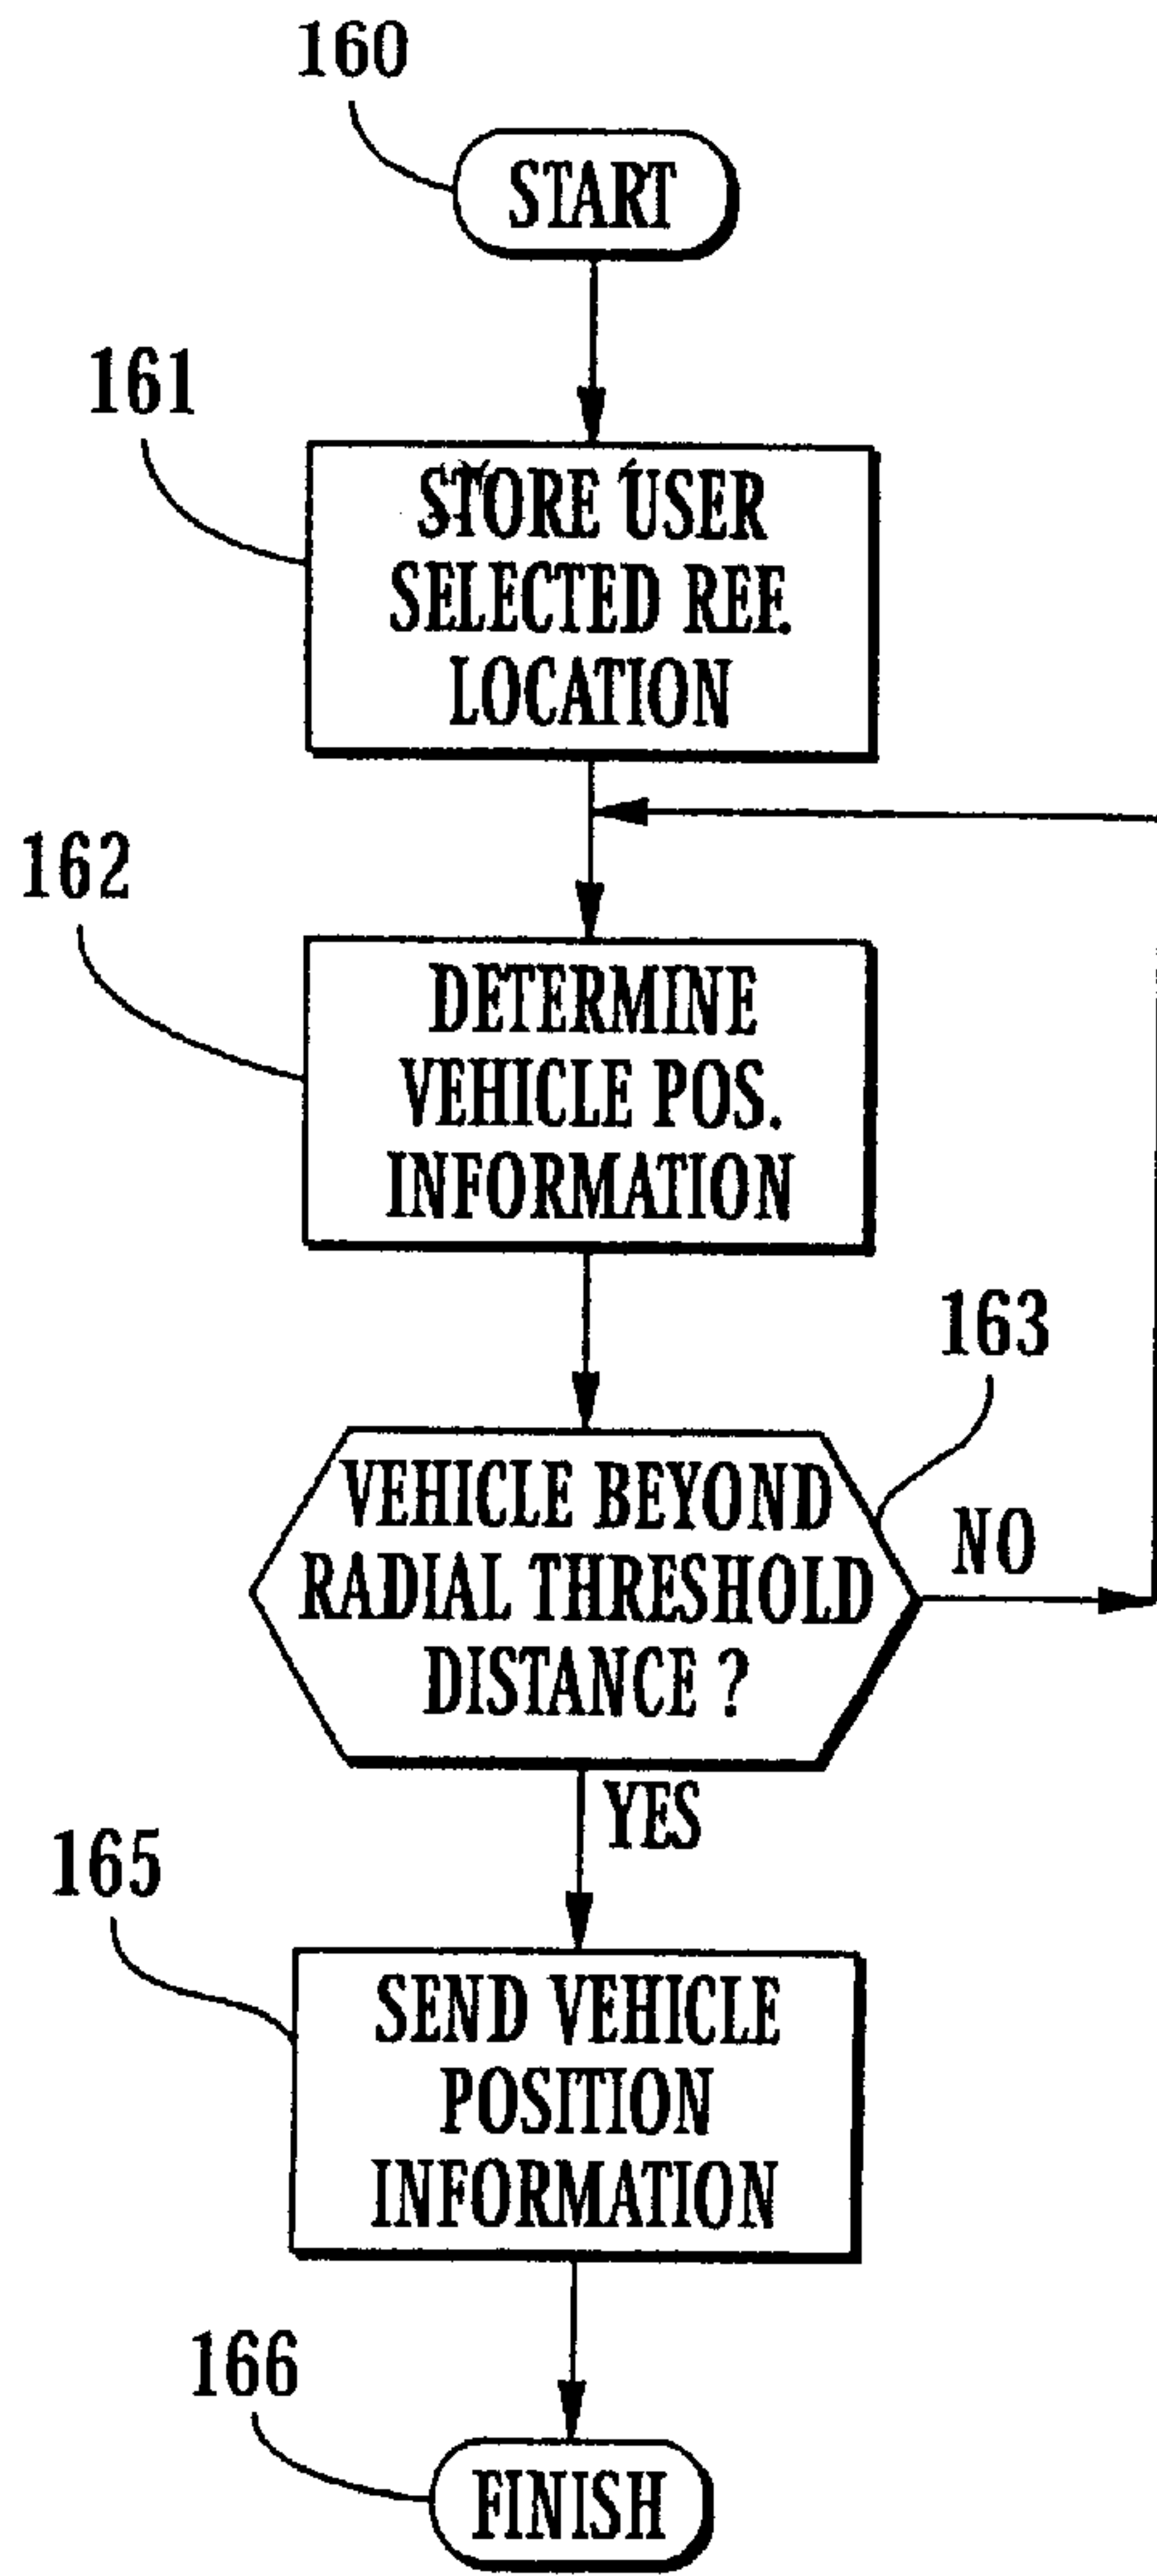 160
START
161
STORE USER
SELECTED REF.
LOCATION
162
DETERMINE
VEHICLE POS.
INFORMATION
163
VEHICLE BEYOND
RADIAL THRESHOLD
DISTANCE ?
NO
YES
165
SEND VEHICLE
POSITION
INFORMATION
166
FINISH